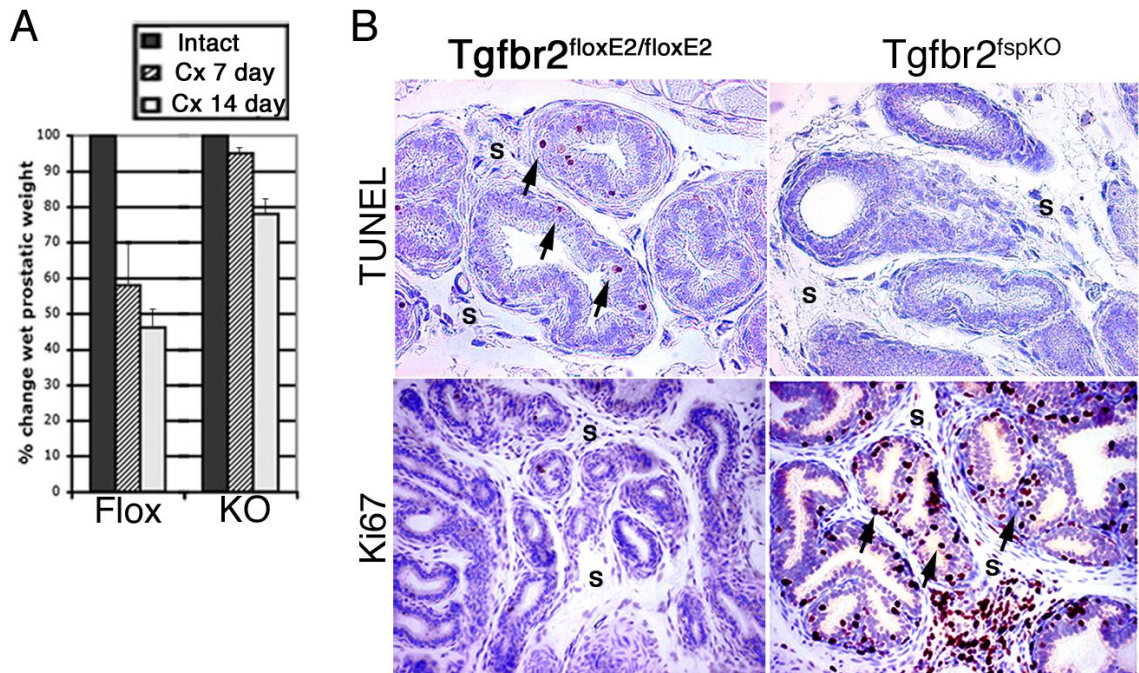 A
Intact
Cx 7 day
Cx 14 day
% change wet prostatic weight
100
90
80
70
60
50
40
30
20
10
0
Flox
KO
B
Tgfbr2floxE2/floxE2
Tgfbr2fspKO
TUNEL
S
S
S
S
Ki67
S
S
S
S